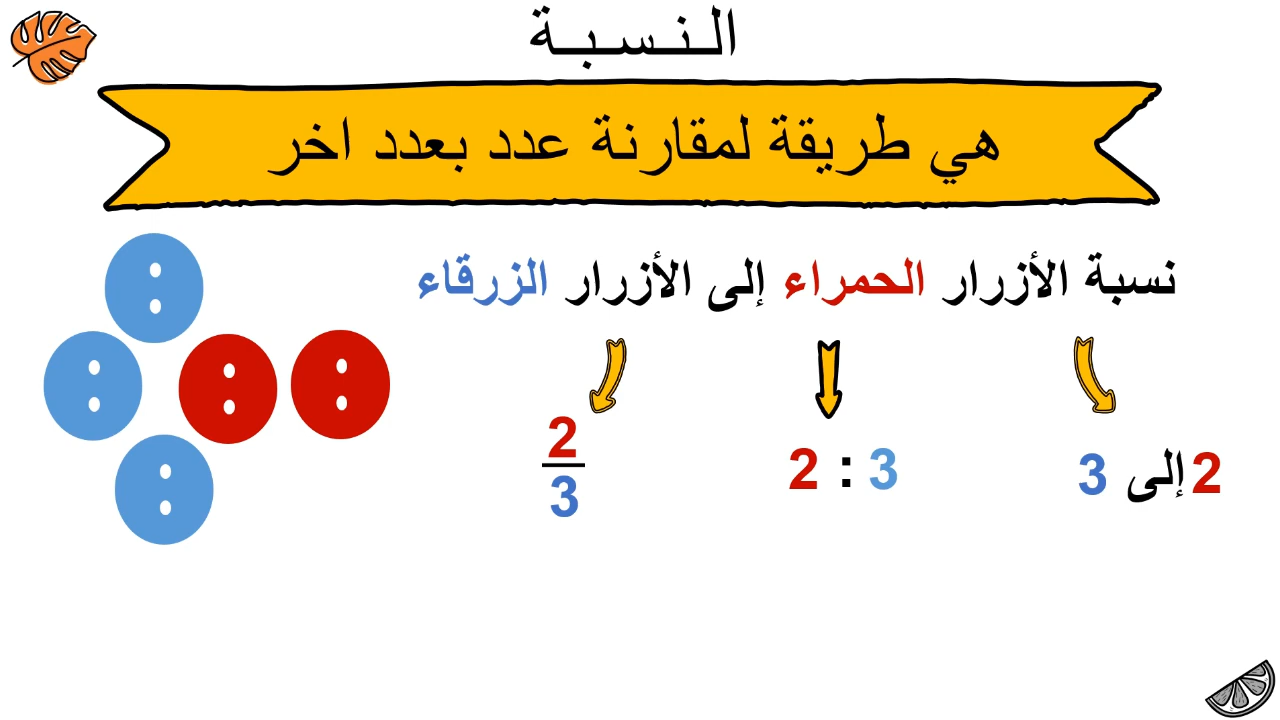 النسبة
هي طريقة لمقارنة عدد بعدد اخر
نسبة الأزرار الحمراء إلى الأزرار الزرقاء
2 إلى 3
2 : 3
2
3